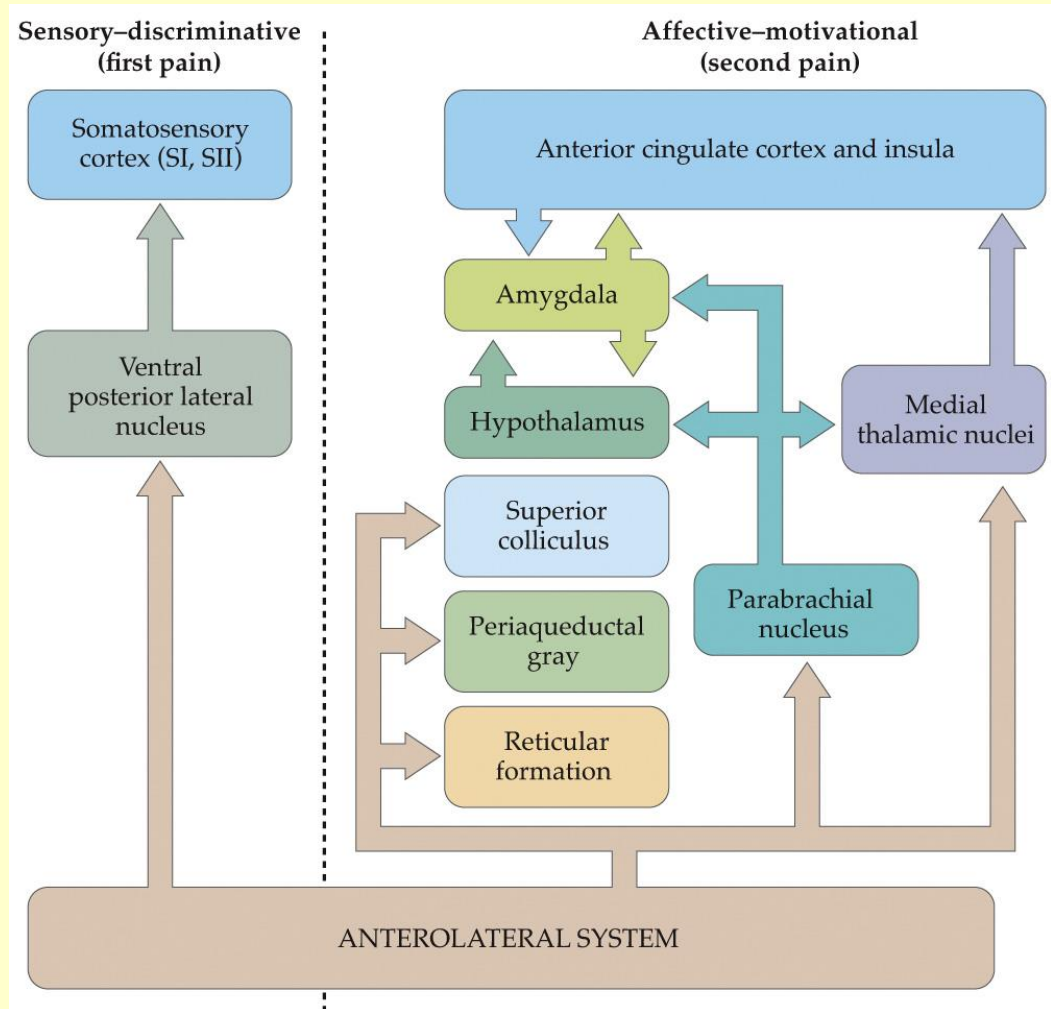 Sensory–discriminative
(first pain)
Affective–motivational
(second pain)
Somatosensory
cortex (SI, SII)
Anterior cingulate cortex and insula
Amygdala
Ventral
posterior lateral
nucleus
Hypothalamus
Medial
thalamic nuclei
Superior
colliculus
Parabrachial
nucleus
Periaqueductal
gray
Reticular
formation
ANTEROLATERAL SYSTEM